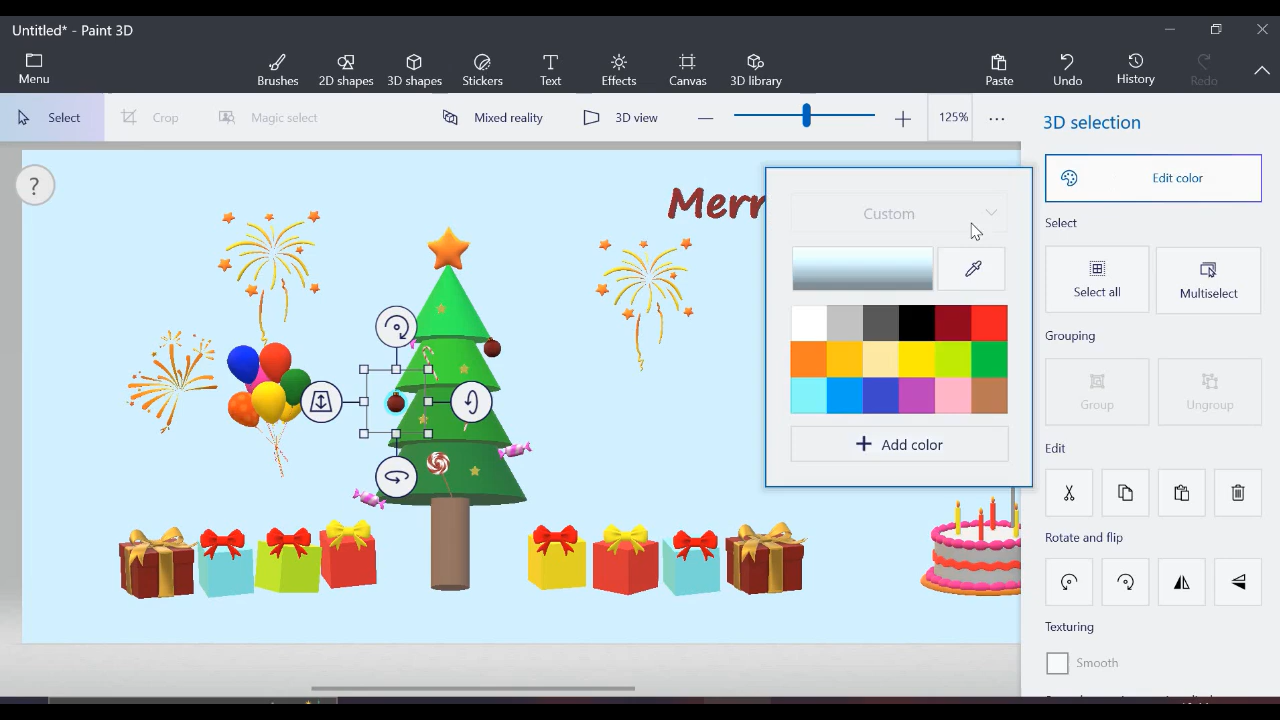 Untitled* - Paint 3D
Menu
Brushes
2D shapes
3D shapes
Stickers
Text
Effects
Canvas
3D library
Paste
Undo
History
Redo
Select
Crop
Magic select
Mixed reality
3D view
125%
3D selection
?
Edit color
Merr
Custom
Select
Select all
Multiselect
Grouping
Group
Ungroup
Add color
Edit
Rotate and flip
Texturing
Smooth